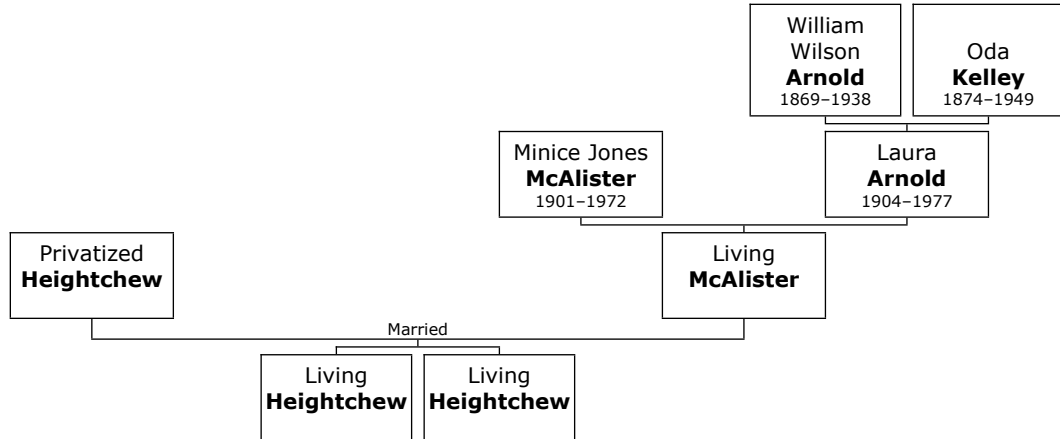 William
Wilson
Arnold
1869–1938
Oda
Kelley
1874–1949
Minice Jones
McAlister
1901–1972
Laura
Arnold
1904–1977
Privatized
Heightchew
Living
McAlister
Married
Living
Heightchew
Living
Heightchew